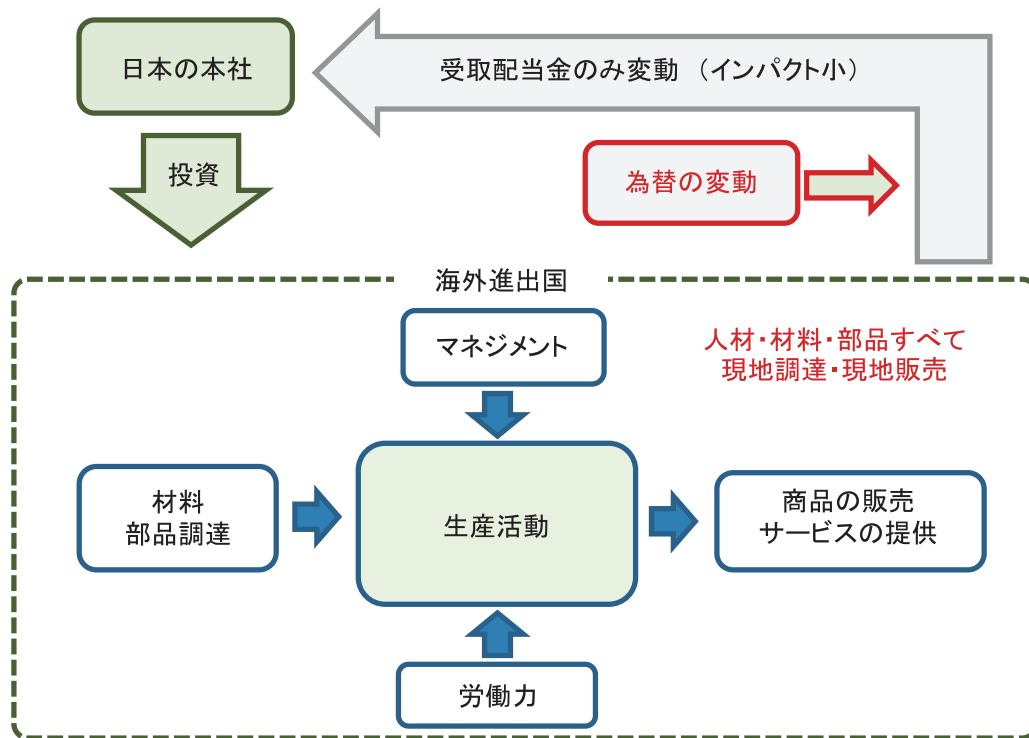 日本の本社
受取配当金のみ変動 （インパクト小）
投資
為替の変動
海外進出国
マネジメント
人材・材料・部品すべて
現地調達・現地販売
材料
部品調達
生産活動
商品の販売
サービスの提供
労働力